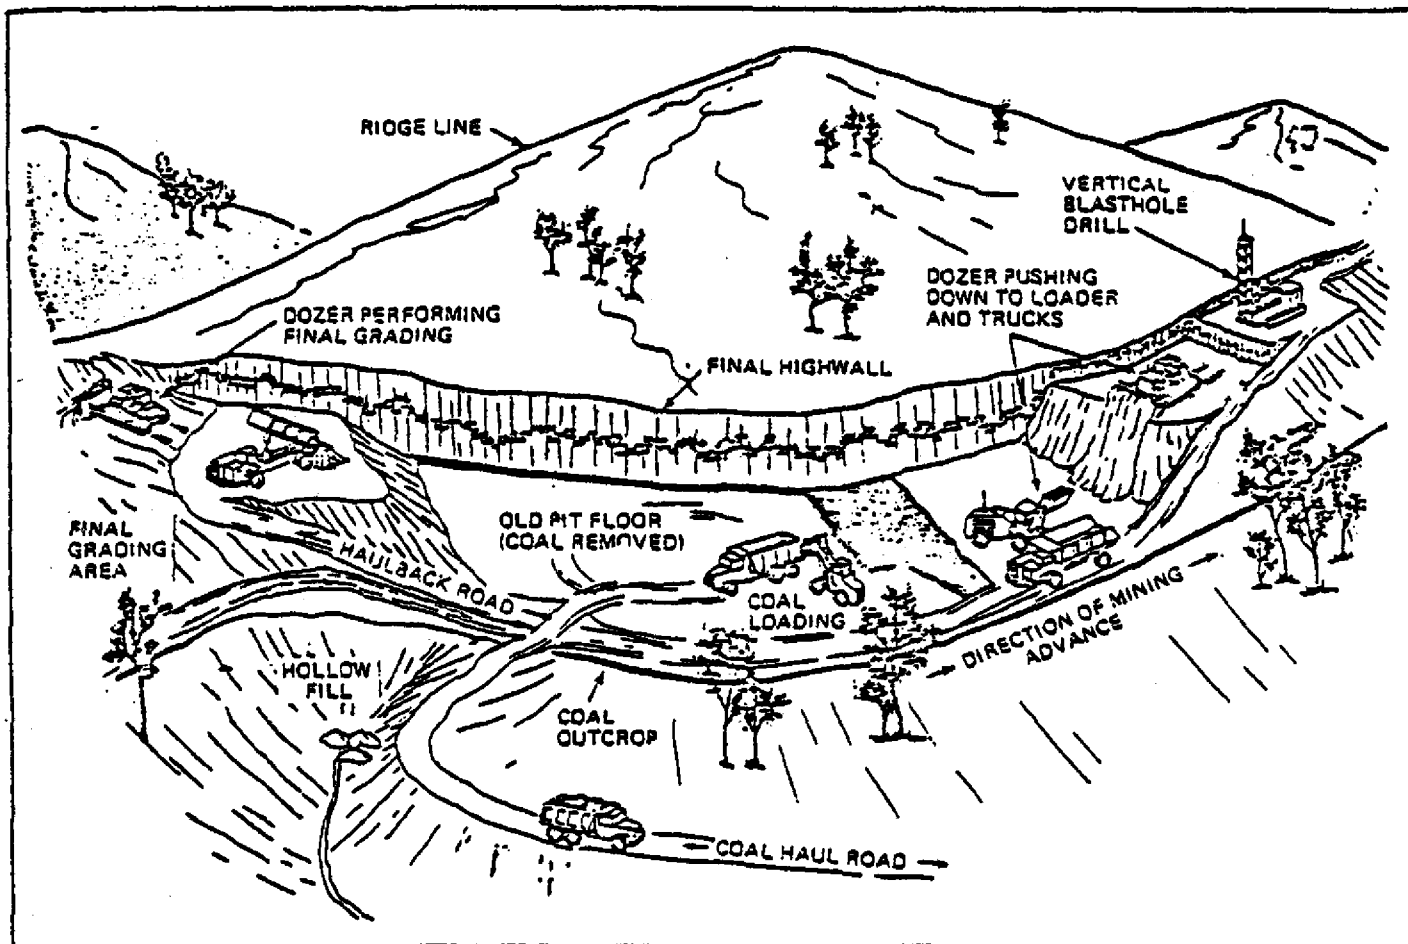 RIDGE LINE
VERTICAL
BLASTHOLE
DRILL
DOZER PUSHING
DOWN TO LOADER
AND TRUCKS
DOZER PERFORMING
FINAL GRADING
FINAL HIGHWALL
OLD PIT FLOOR
(COAL REMOVED)
FINAL
GRADING
AREA
HAULBACK ROAD
COAL
LOADING
DIRECTION OF MINING
ADVANCE
HOLLOW
FILL
COAL
OUTCROP
COAL HAUL ROAD